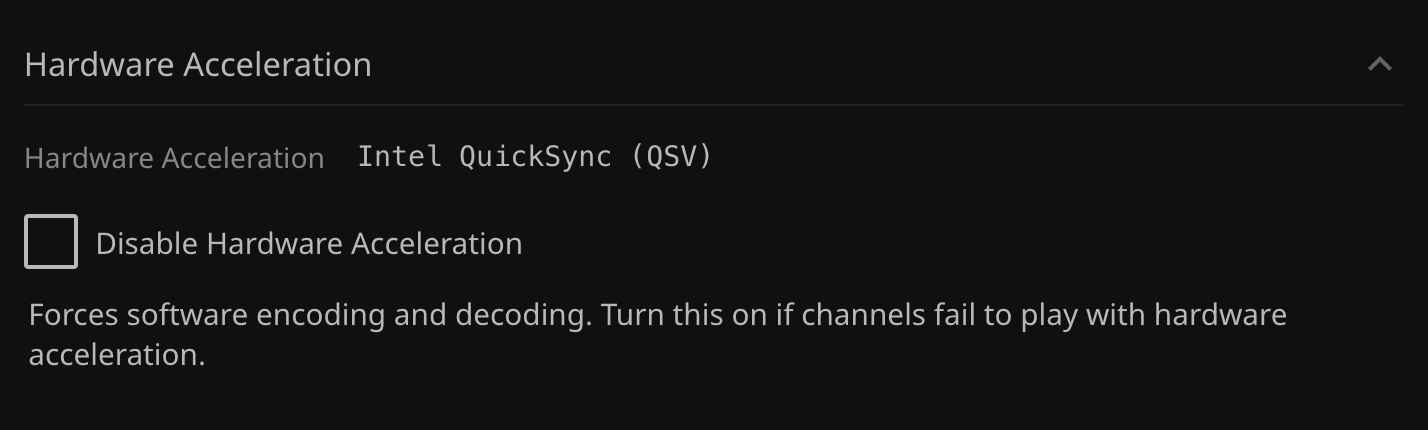 Hardware Acceleration
Hardware Acceleration Intel QuickSync (QSV)
Disable Hardware Acceleration
Forces software encoding and decoding. Turn this on if channels fail to play with hardware
acceleration.